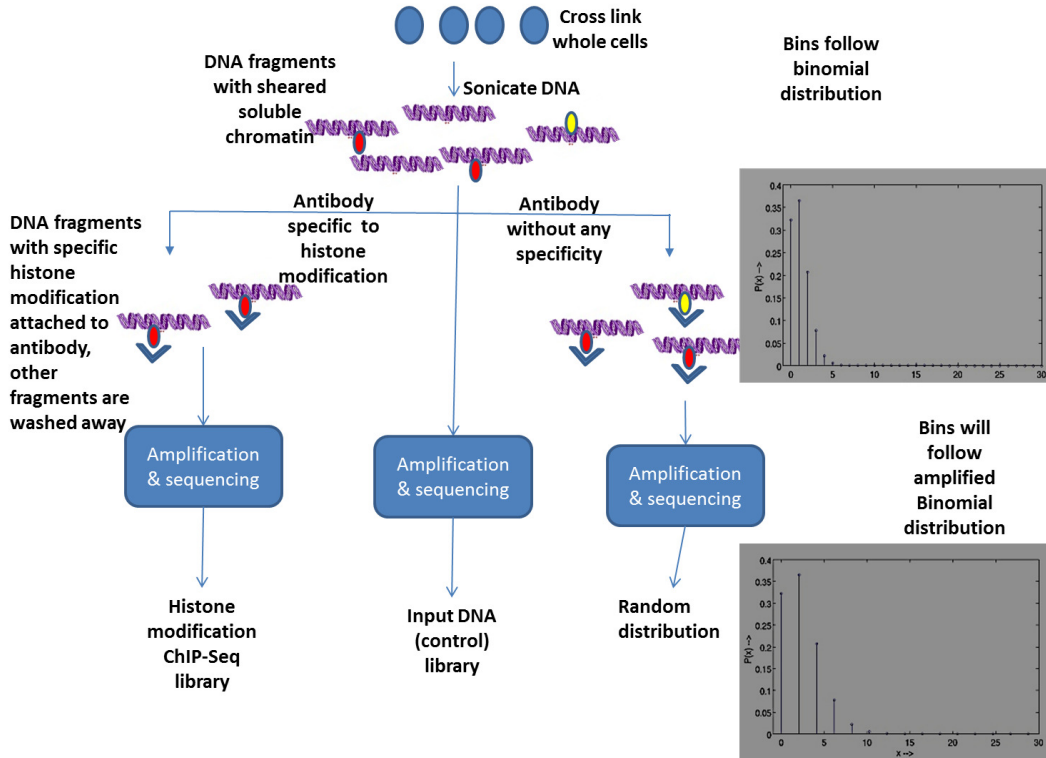 Cross link
whole cells
Bins follow
binomial
distribution
DNA fragments
with sheared
soluble
chromatin
Sonicate DNA
DNA fragments
with specific
histone
modification
attached to
antibody,
other
fragments are
washed away
Antibody
specific to
histone
modification
Antibody
without any
specificity
0.4
0.35
0.3
0.25
0.2
0.15
0.1
0.05
0
P(x) -->
0 5 10 15 20 25 30
Amplification
& sequencing
Amplification
& sequencing
Amplification
& sequencing
Bins will
follow
amplified
Binomial
distribution
Histone
modification
ChIP-Seq
library
Input DNA
(control)
library
Random
distribution
0.4
0.35
0.3
0.25
0.2
0.15
0.1
0.05
0
P(x) -->
0 5 10 15 20 25 30
x -->